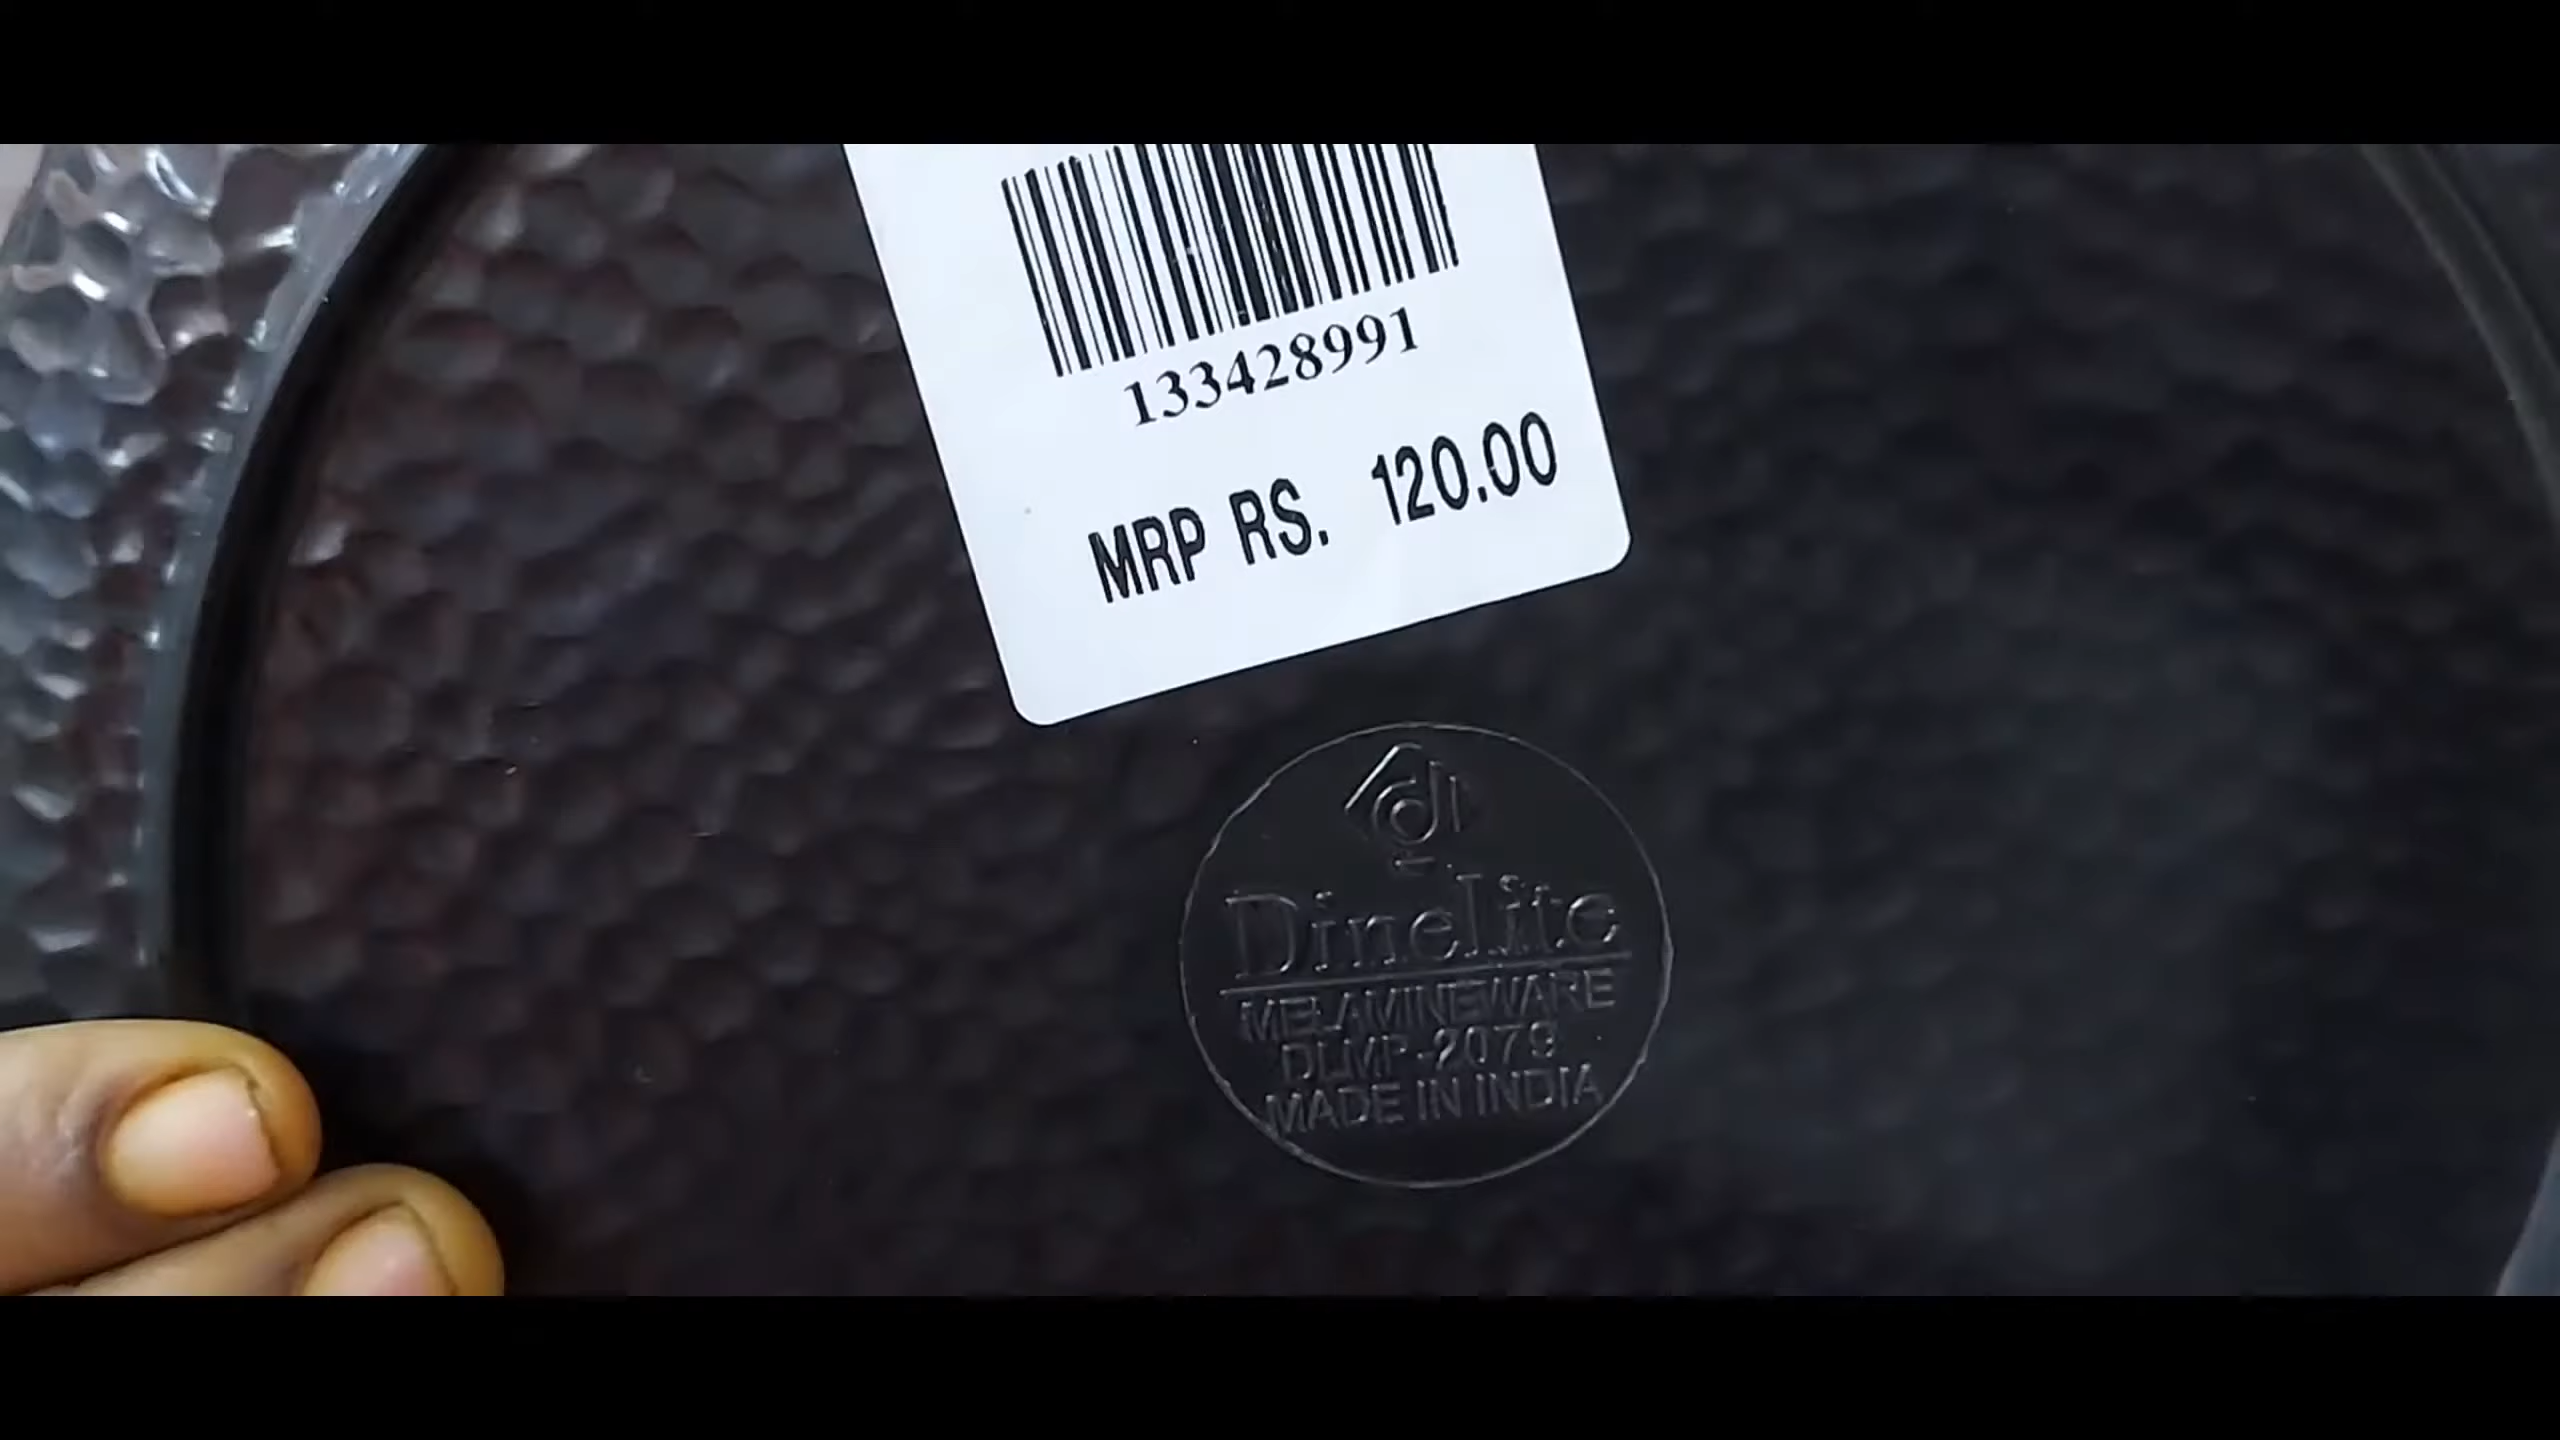 133428991
MRP RS. 120.00
Dinelite
MELAMINEWARE
DLMP-2079
MADE IN INDIA